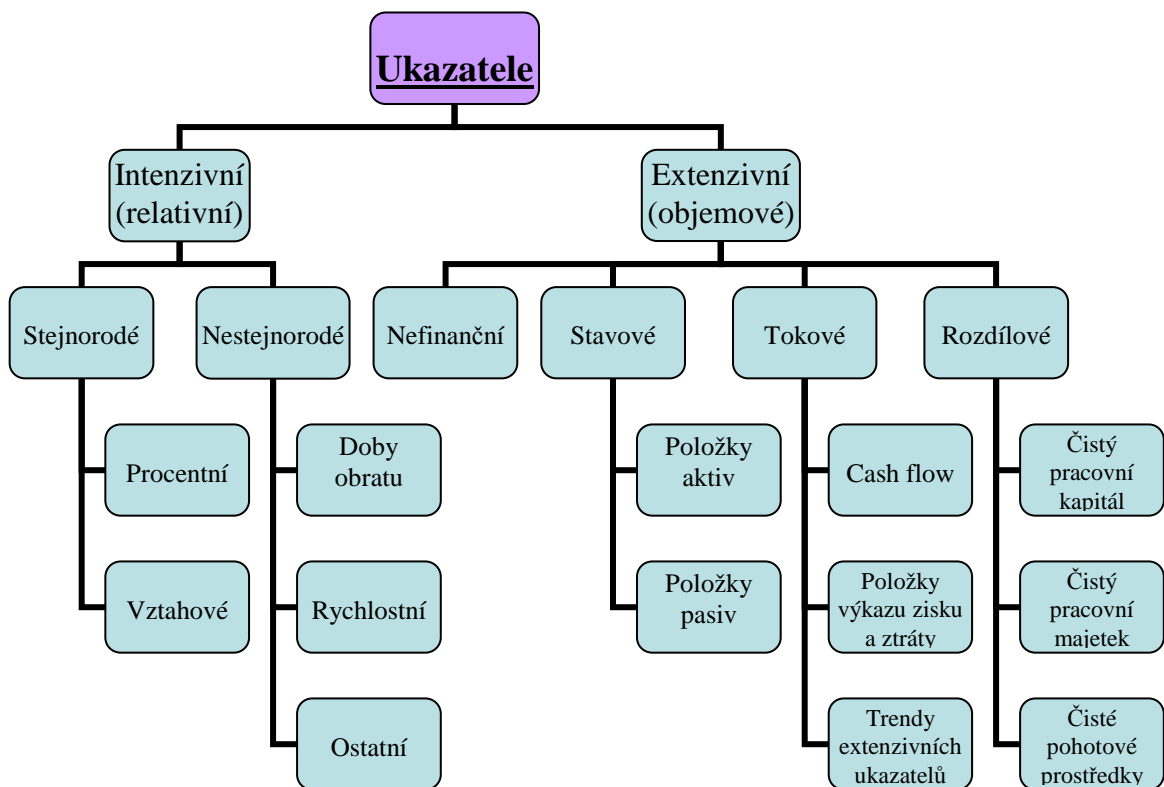 Ukazatele
Intenzivní
(relativní)
Extenzivní
(objemové)
Stejnorodé
Nestejnorodé
Nefinanční
Stavové
Tokové
Rozdílové
Procentní
Doby
obratu
Položky
aktiv
Cash flow
Čistý
pracovní
kapitál
Vztahové
Rychlostní
Položky
pasiv
Položky
výkazu zisku
a ztráty
Čistý
pracovní
majetek
Ostatní
Trendy
extenzivních
ukazatelů
Čisté
pohotové
prostředky